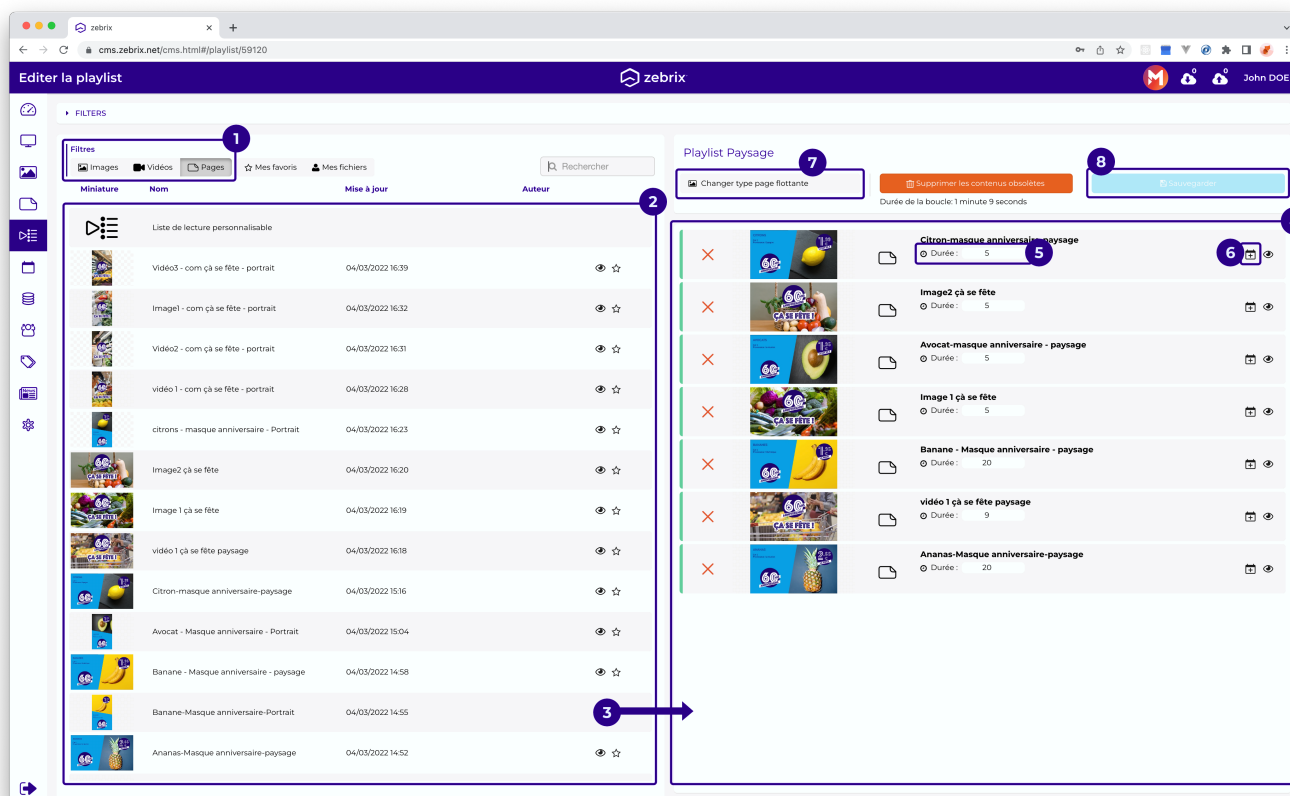 zebrix
cms.zebrix.net/cms.html#/playlist/59120
Editer la playlist
zebrix
0
0
John DOE
FILTERS
1
Filtres
Images
Vidéos
Pages
Mes favoris
Mes fichiers
Rechercher
Miniature Nom Mise à jour Auteur
2
Liste de lecture personnalisable
Vidéo3 - com çà se fête - portrait 04/03/2022 16:39
Image1 - com çà se fête - portrait 04/03/2022 16:32
Vidéo2 - com çà se fête - portrait 04/03/2022 16:31
vidéo 1 - com çà se fête - portrait 04/03/2022 16:28
citrons - masque anniversaire - Portrait 04/03/2022 16:23
Image2 çà se fête 04/03/2022 16:20
Image 1 çà se fête 04/03/2022 16:19
vidéo 1 çà se fête paysage 04/03/2022 16:18
Citron-masque anniversaire-paysage 04/03/2022 15:16
Avocat - Masque anniversaire - Portrait 04/03/2022 15:04
Banane - Masque anniversaire - paysage 04/03/2022 14:58
Banane-Masque anniversaire-Portrait 04/03/2022 14:55
3
Ananas-Masque anniversaire-paysage 04/03/2022 14:52
Playlist Paysage
7
8
Changer type page flottante
Supprimer les contenus obsolètes
Sauvegarder
Durée de la boucle: 1 minute 9 seconds
Citron-masque anniversaire-paysage
Durée : 5
5
6
Image2 çà se fête
Durée : 5
ÇA SE FÊTE !
Avocat-masque anniversaire - paysage
Durée : 5
Image 1 çà se fête
Durée : 5
ÇA SE FÊTE !
Banane - Masque anniversaire - paysage
Durée : 20
vidéo 1 çà se fête paysage
Durée : 9
ÇA SE FÊTE !
Ananas-Masque anniversaire-paysage
Durée : 20